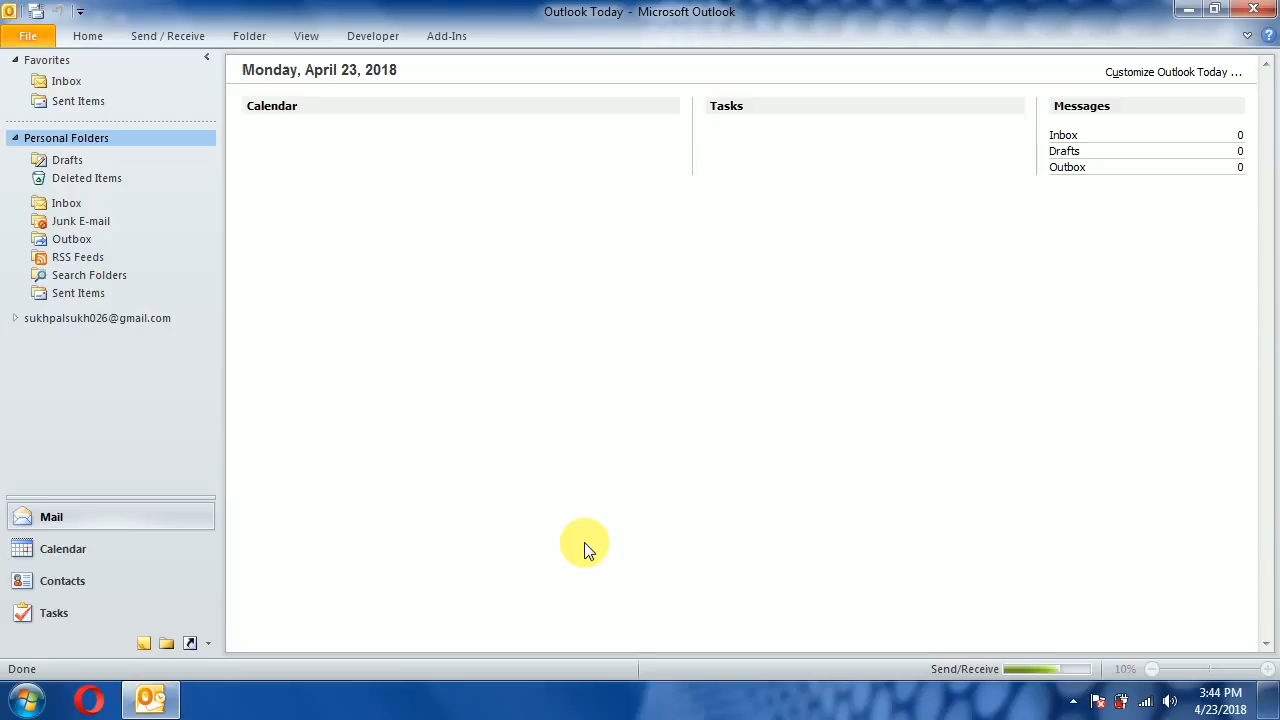 Outlook Today - Microsoft Outlook
File Home Send / Receive Folder View Developer Add-Ins
Favorites
Inbox
Sent Items
Personal Folders
Drafts
Deleted Items
Inbox
Junk E-mail
Outbox
RSS Feeds
Search Folders
Sent Items
sukhpalsukh026@gmail.com
Mail
Calendar
Contacts
Tasks
Monday, April 23, 2018
Customize Outlook Today ...
Calendar
Tasks
Messages
Inbox 0
Drafts 0
Outbox 0
Done
Send/Receive
10%
3:44 PM
4/23/2018